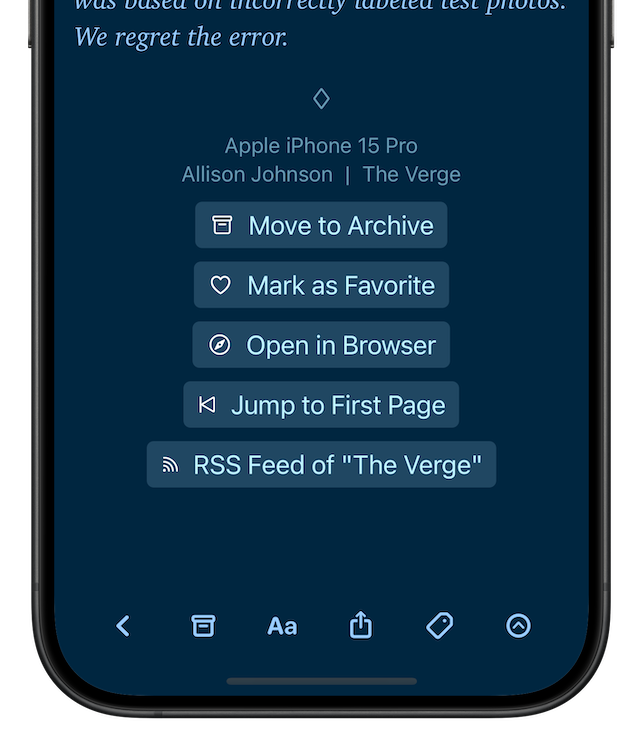 was based on incorrectly labeled test photos.
We regret the error.
Apple iPhone 15 Pro
Allison Johnson | The Verge
Move to Archive
Mark as Favorite
Open in Browser
Jump to First Page
RSS Feed of "The Verge"
Aa